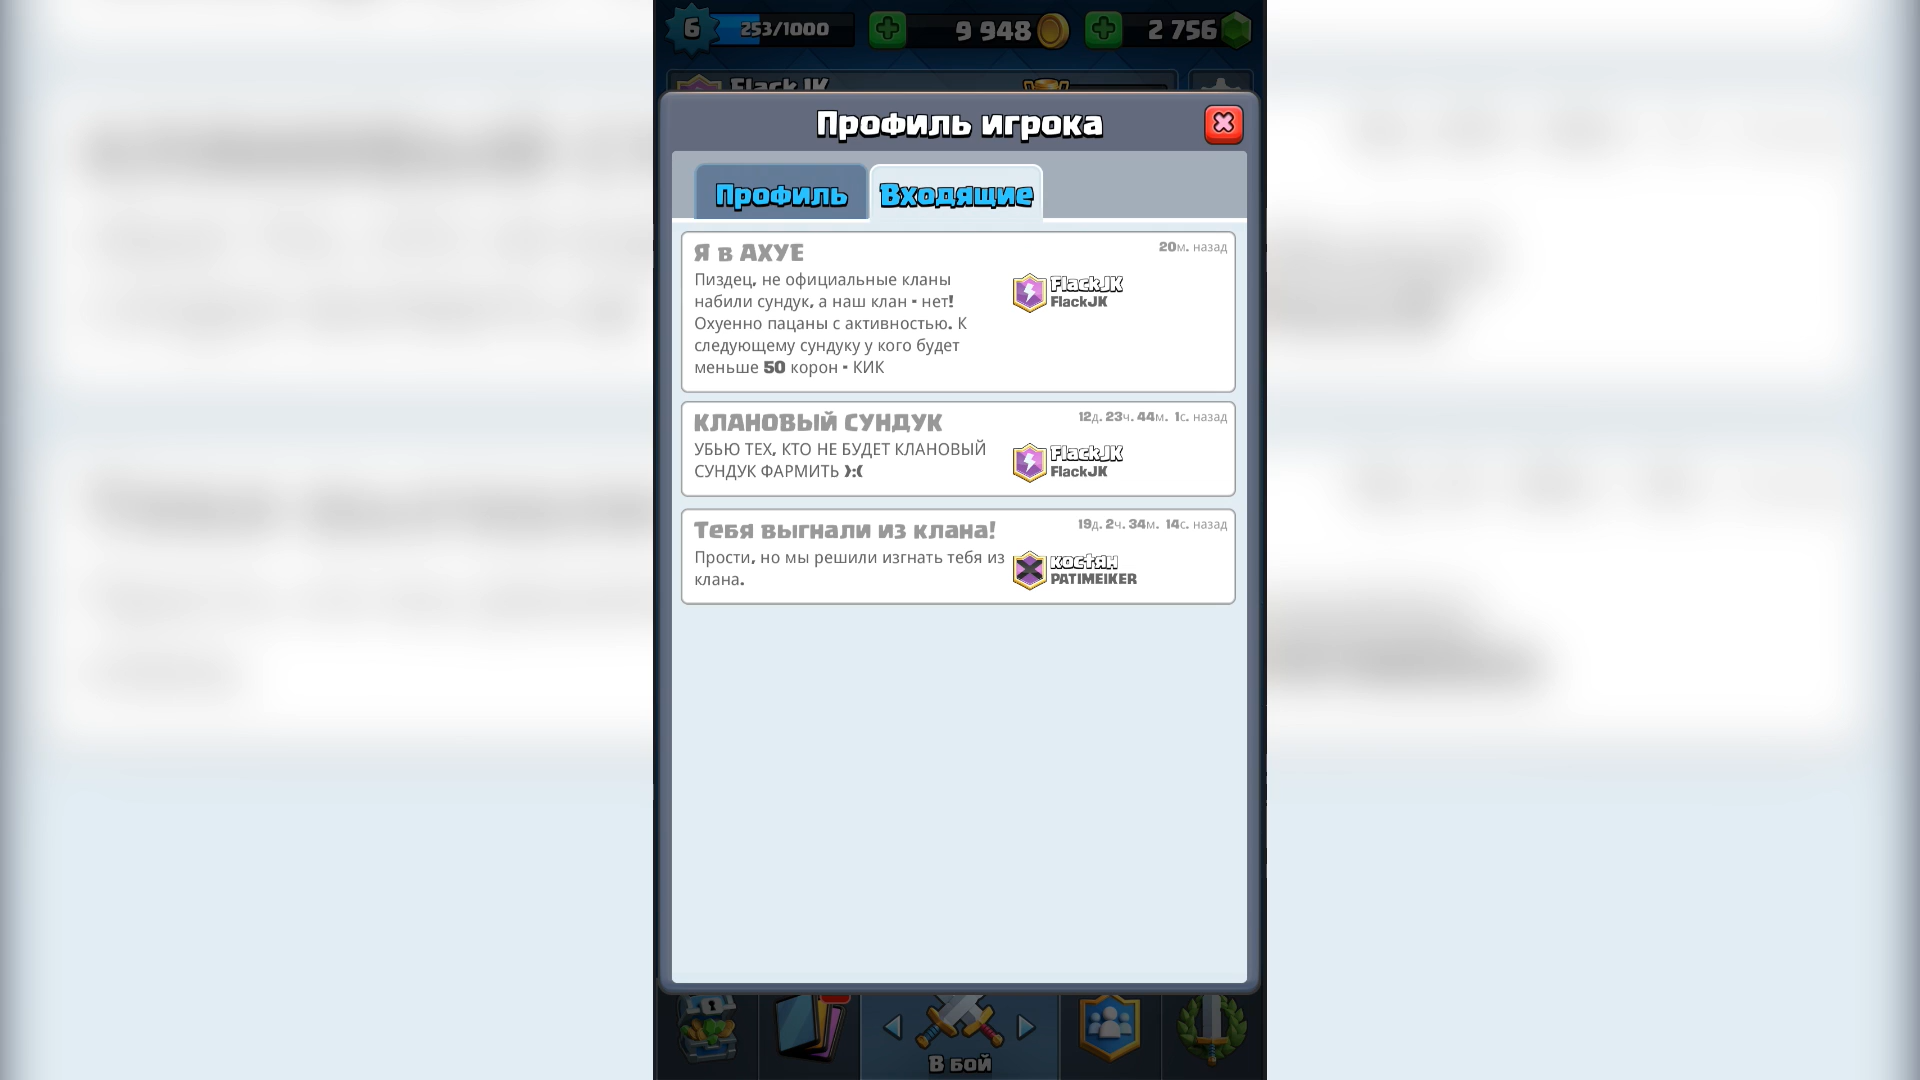 6
253/1000
9 948
2 756
FlackJK
Профиль игрока
Профиль
Входящие
Я в АХУЕ
20м. назад
Пиздец, не официальные кланы
набили сундук, а наш клан - нет!
Охуенно пацаны с активностью. К
следующему сундуку у кого будет
меньше 50 корон - КИК
FlackJK
FlackJK
КЛАНОВЫЙ СУНДУК
12д. 23ч. 44м. 1с. назад
УБЬЮ ТЕХ, КТО НЕ БУДЕТ КЛАНОВЫЙ
СУНДУК ФАРМИТЬ }:(
FlackJK
FlackJK
Тебя выгнали из клана!
19д. 2ч. 34м. 14с. назад
Прости, но мы решили изгнать тебя из
клана.
костян
PATIMEIKER
В бой